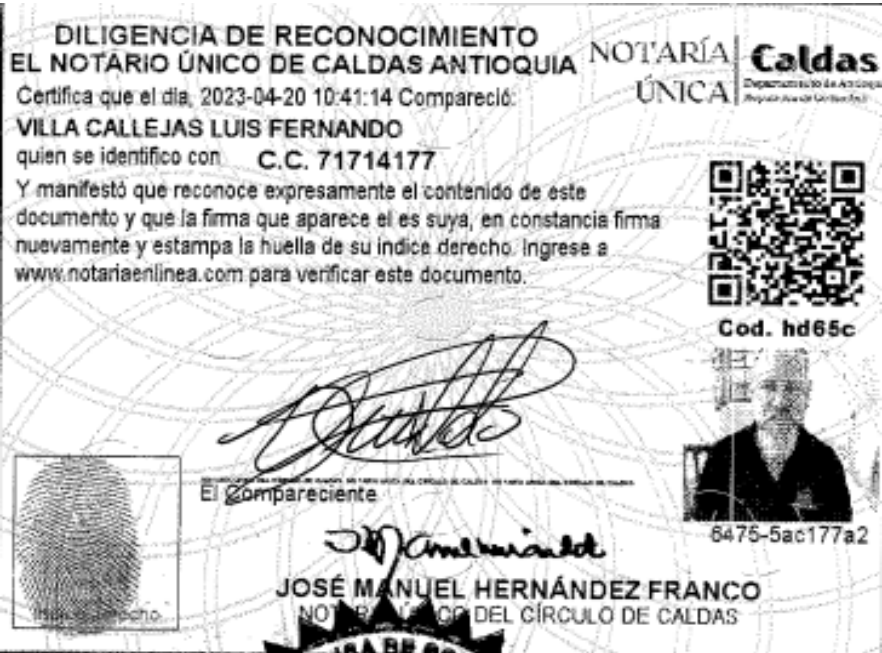 DILIGENCIA DE RECONOCIMIENTO
EL NOTARIO ÚNICO DE CALDAS ANTIOQUIA
NOTARÍA
ÚNICA
Caldas
Certifica que el dia, 2023-04-20 10:41:14 Compareció:
VILLA CALLEJAS LUIS FERNANDO
quien se identifico con C.C. 71714177
Y manifestó que reconoce expresamente el contenido de este
documento y que la firma que aparece el es suya, en constancia firma
nuevamente y estampa la huella de su indice derecho. Ingrese a
www.notariaenlinea.com para verificar este documento.
Cod. hd65c
El Compareciente
6475-5ac177a2
JOSÉ MANUEL HERNÁNDEZ FRANCO
DEL CÍRCULO DE CALDAS